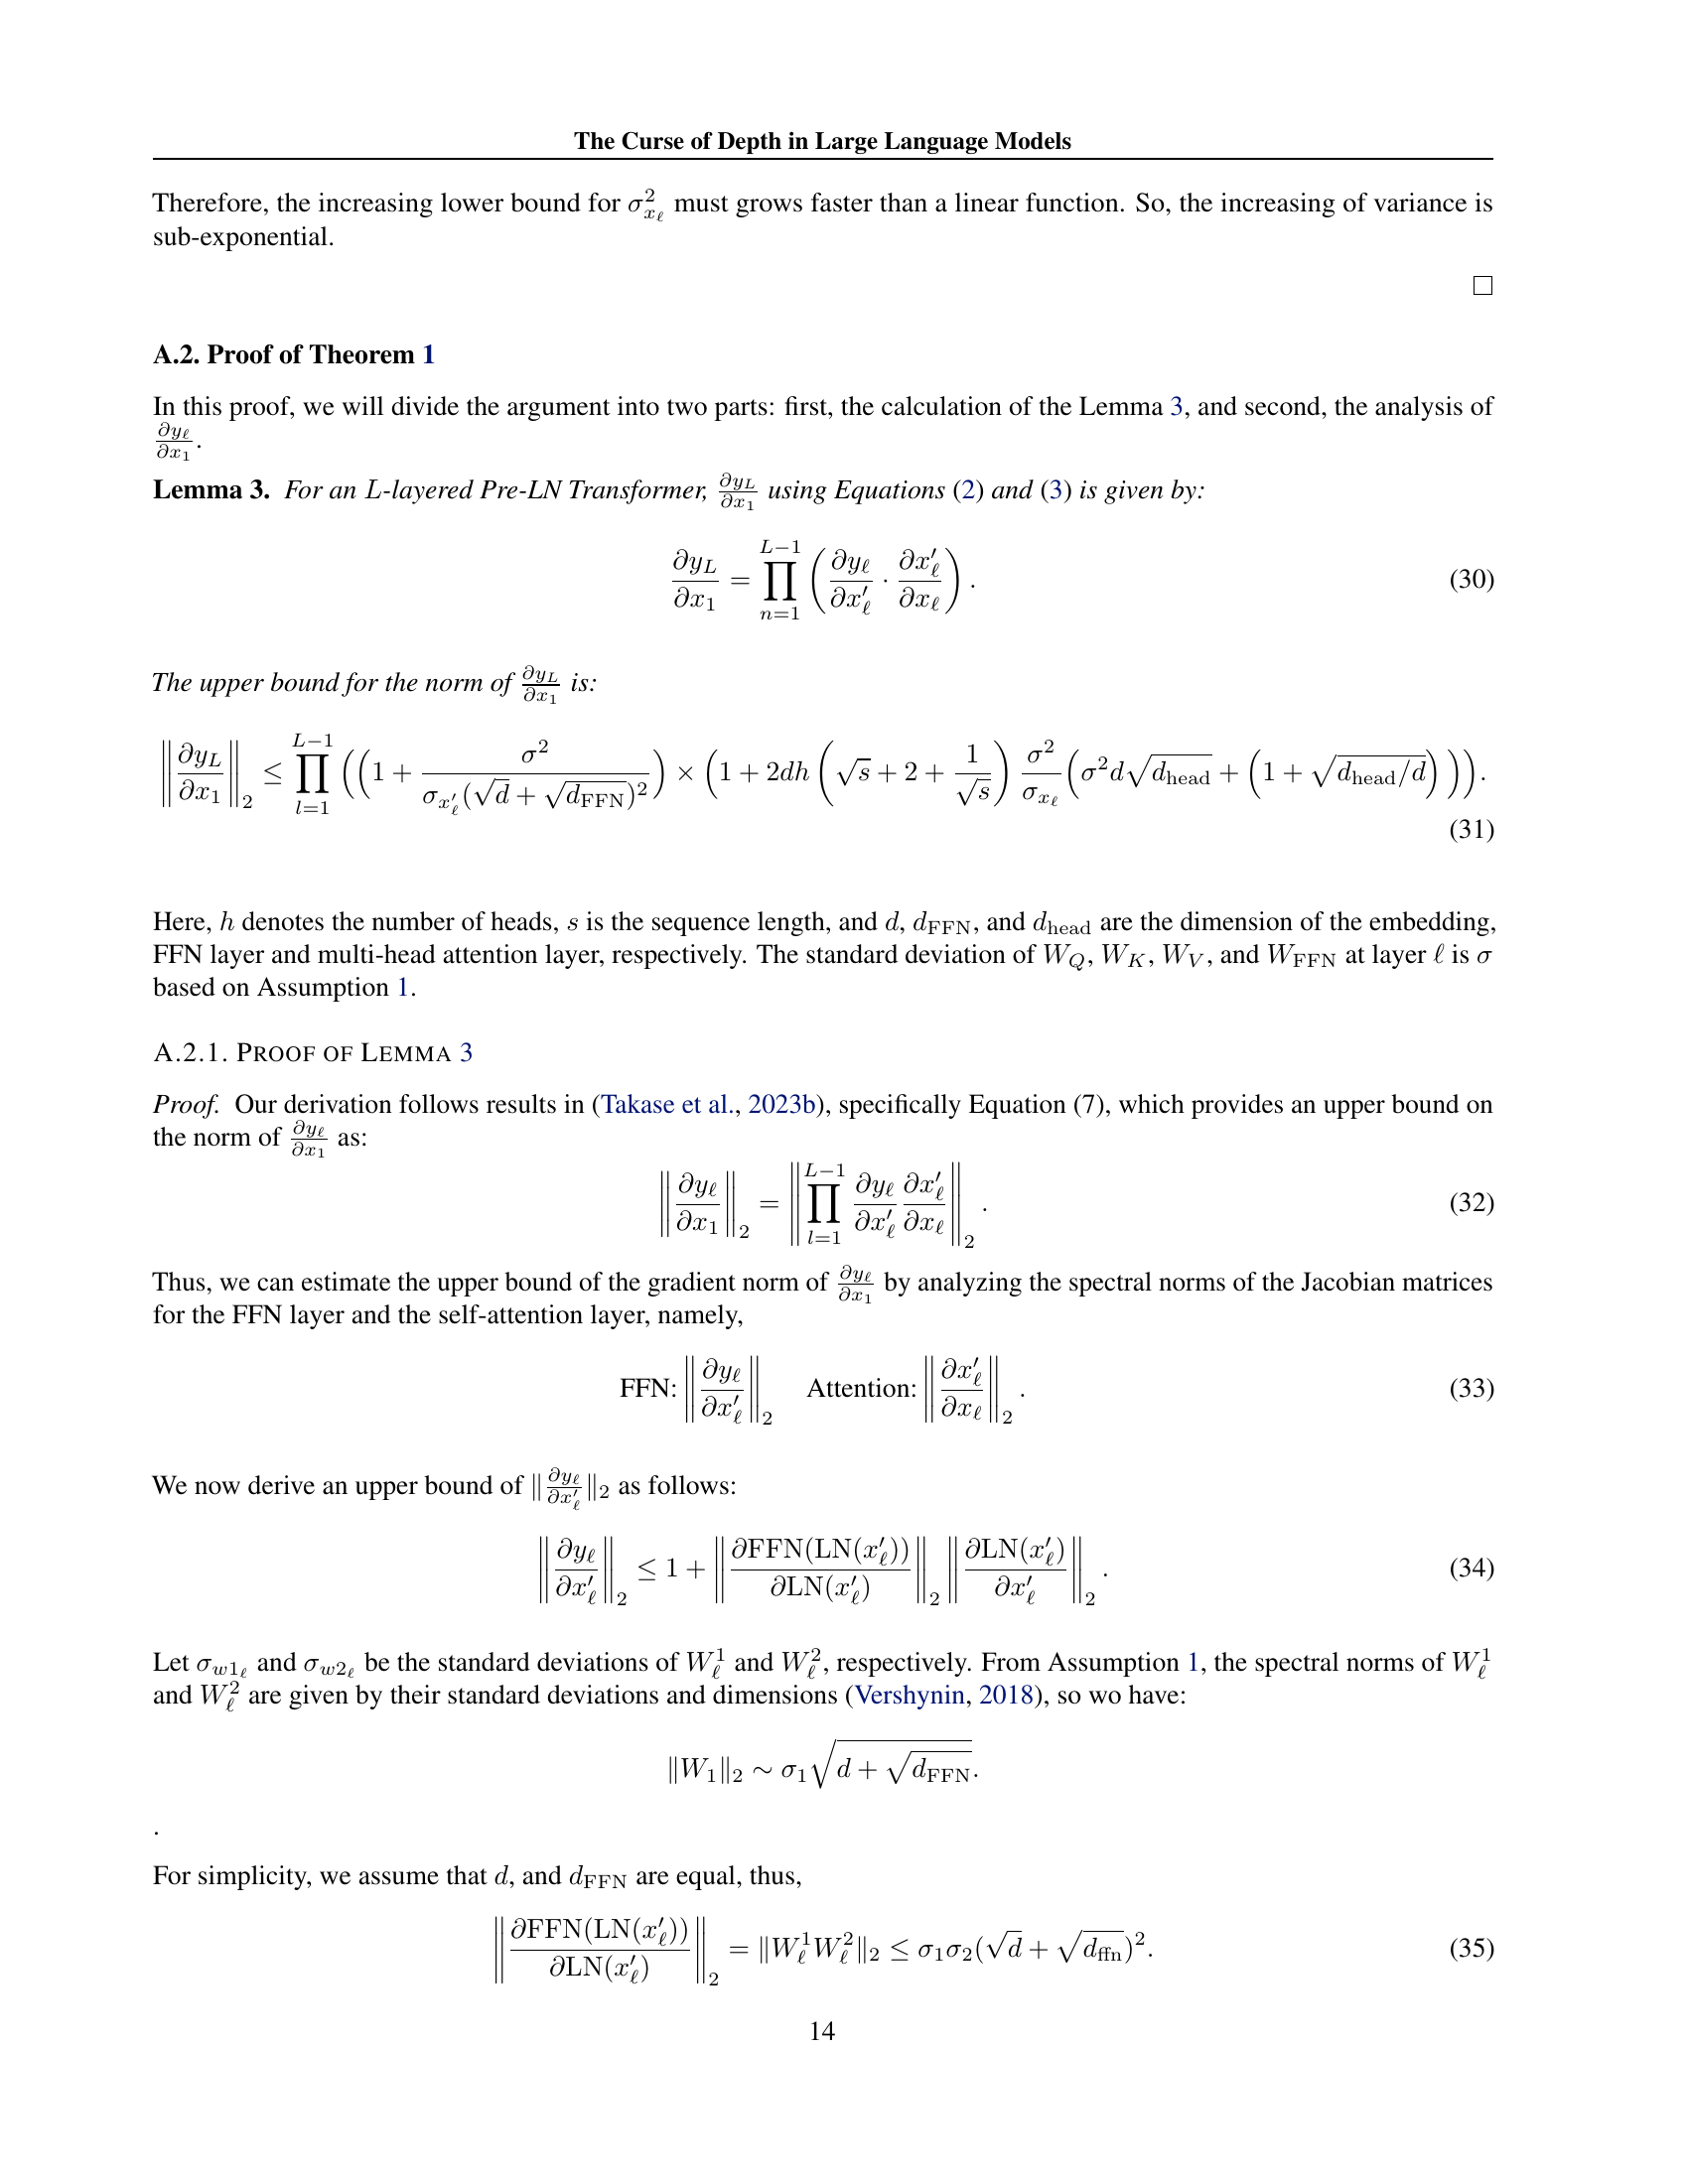 The Curse of Depth in Large Language Models
Therefore, the increasing lower bound for $\sigma^2_{x_\ell}$ must grows faster than a linear function. So, the increasing of variance is
sub-exponential.
□
A.2. Proof of Theorem 1
In this proof, we will divide the argument into two parts: first, the calculation of the Lemma 3, and second, the analysis of
$\frac{\partial y_\ell}{\partial x_1}$.
Lemma 3. For an L-layered Pre-LN Transformer, $\frac{\partial y_L}{\partial x_1}$ using Equations (2) and (3) is given by:
$$\frac{\partial y_L}{\partial x_1} = \prod_{n=1}^{L-1} \left( \frac{\partial y_\ell}{\partial x'_\ell} \cdot \frac{\partial x'_\ell}{\partial x_\ell} \right).$$ (30)
The upper bound for the norm of $\frac{\partial y_L}{\partial x_1}$ is:
$$\left\| \frac{\partial y_L}{\partial x_1} \right\|_2 \leq \prod_{l=1}^{L-1} \left( \left( 1 + \frac{\sigma^2}{\sigma_{x'_\ell} (\sqrt{d} + \sqrt{d_{\mathrm{FFN}}})^2} \right) \times \left( 1 + 2dh \left( \sqrt{s} + 2 + \frac{1}{\sqrt{s}} \right) \frac{\sigma^2}{\sigma_{x_\ell}} \left( \sigma^2 d \sqrt{d_{\mathrm{head}}} + \left( 1 + \sqrt{d_{\mathrm{head}}/d} \right) \right) \right) \right).$$
(31)
Here, $h$ denotes the number of heads, $s$ is the sequence length, and $d$, $d_{\mathrm{FFN}}$, and $d_{\mathrm{head}}$ are the dimension of the embedding,
FFN layer and multi-head attention layer, respectively. The standard deviation of $W_Q$, $W_K$, $W_V$, and $W_{\mathrm{FFN}}$ at layer $\ell$ is $\sigma$
based on Assumption 1.
A.2.1. PROOF OF LEMMA 3
Proof. Our derivation follows results in (Takase et al., 2023b), specifically Equation (7), which provides an upper bound on
the norm of $\frac{\partial y_\ell}{\partial x_1}$ as:
$$\left\| \frac{\partial y_\ell}{\partial x_1} \right\|_2 = \left\| \prod_{l=1}^{L-1} \frac{\partial y_\ell}{\partial x'_\ell} \frac{\partial x'_\ell}{\partial x_\ell} \right\|_2.$$ (32)
Thus, we can estimate the upper bound of the gradient norm of $\frac{\partial y_\ell}{\partial x_1}$ by analyzing the spectral norms of the Jacobian matrices
for the FFN layer and the self-attention layer, namely,
FFN: $\left\| \frac{\partial y_\ell}{\partial x'_\ell} \right\|_2$ Attention: $\left\| \frac{\partial x'_\ell}{\partial x_\ell} \right\|_2$. (33)
We now derive an upper bound of $\| \frac{\partial y_\ell}{\partial x'_\ell} \|_2$ as follows:
$$\left\| \frac{\partial y_\ell}{\partial x'_\ell} \right\|_2 \leq 1 + \left\| \frac{\partial \mathrm{FFN}(\mathrm{LN}(x'_\ell))}{\partial \mathrm{LN}(x'_\ell)} \right\|_2 \left\| \frac{\partial \mathrm{LN}(x'_\ell)}{\partial x'_\ell} \right\|_2.$$ (34)
Let $\sigma_{w1_\ell}$ and $\sigma_{w2_\ell}$ be the standard deviations of $W^1_\ell$ and $W^2_\ell$, respectively. From Assumption 1, the spectral norms of $W^1_\ell$
and $W^2_\ell$ are given by their standard deviations and dimensions (Vershynin, 2018), so wo have:
$$\|W_1\|_2 \sim \sigma_1 \sqrt{d + \sqrt{d_{\mathrm{FFN}}}}.$$
.
For simplicity, we assume that $d$, and $d_{\mathrm{FFN}}$ are equal, thus,
$$\left\| \frac{\partial \mathrm{FFN}(\mathrm{LN}(x'_\ell))}{\partial \mathrm{LN}(x'_\ell)} \right\|_2 = \|W^1_\ell W^2_\ell\|_2 \leq \sigma_1 \sigma_2 (\sqrt{d} + \sqrt{d_{\mathrm{ffn}}})^2.$$ (35)
14